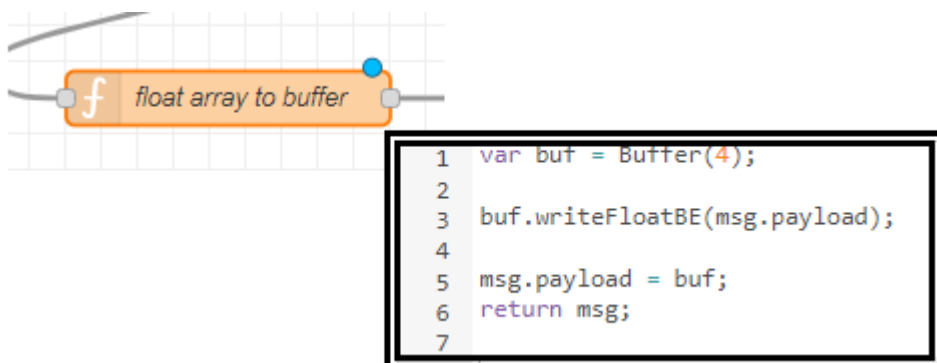 float array to buffer
1 var buf = Buffer(4);
2
3 buf.writeFloatBE(msg.payload);
4
5 msg.payload = buf;
6 return msg;
7